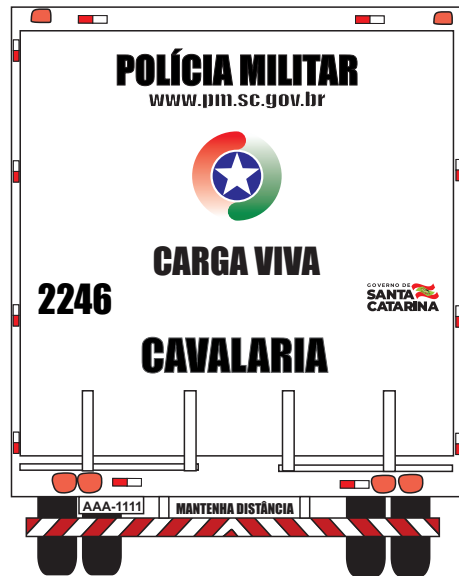 POLÍCIA MILITAR
www.pm.sc.gov.br
CARGA VIVA
2246
GOVERNO DE
SANTA
CATARINA
CAVALARIA
AAA-1111
MANTENHA DISTÂNCIA